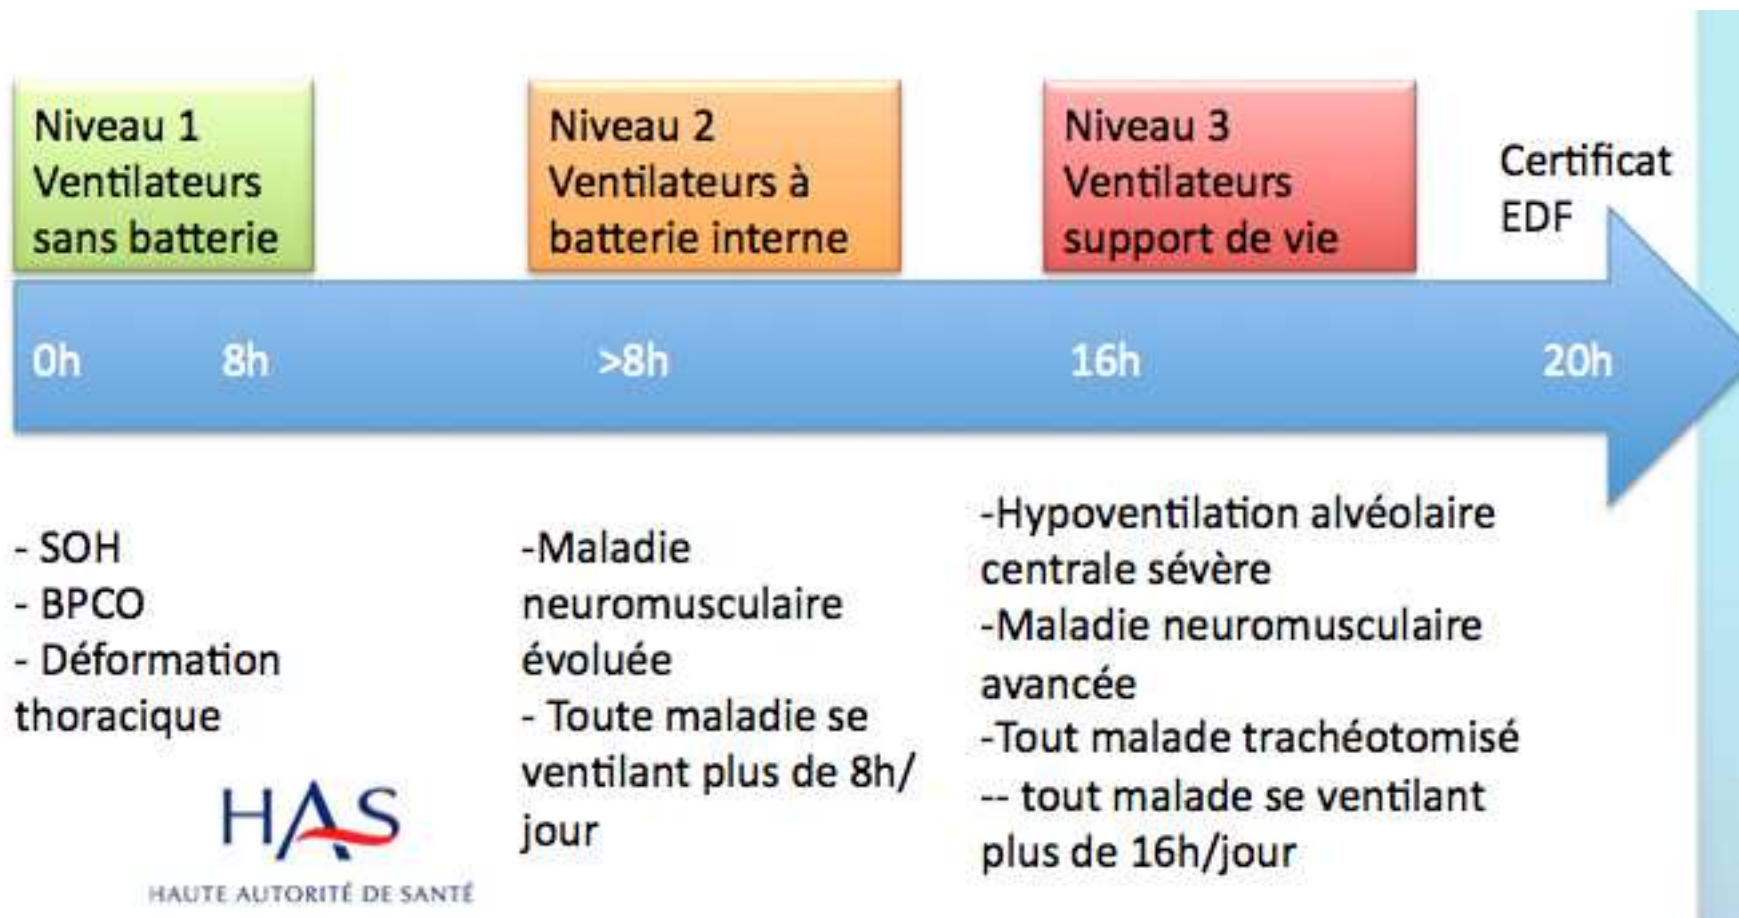 Niveau 1
Ventilateurs
sans batterie
Niveau 2
Ventilateurs à
batterie interne
Niveau 3
Ventilateurs
support de vie
Certificat
EDF
0h
8h
>8h
16h
20h
- SOH
- BPCO
- Déformation
thoracique
-Maladie
neuromusculaire
évoluée
- Toute maladie se
ventilant plus de 8h/
jour
-Hypoventilation alvéolaire
centrale sévère
-Maladie neuromusculaire
avancée
-Tout malade trachéotomisé
-- tout malade se ventilant
plus de 16h/jour
HAS
HAUTE AUTORITÉ DE SANTÉ